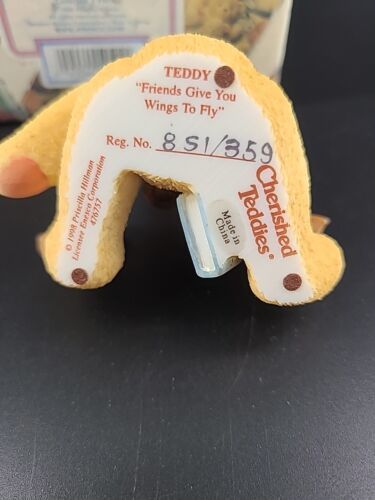 TEDDY
"Friends Give You
Wings To Fly"
Reg. No. 8S1/359
Cherished
Teddies®
Made in
China
© 1998 Priscilla Hillman
Licensee Enesco Corporation
476757